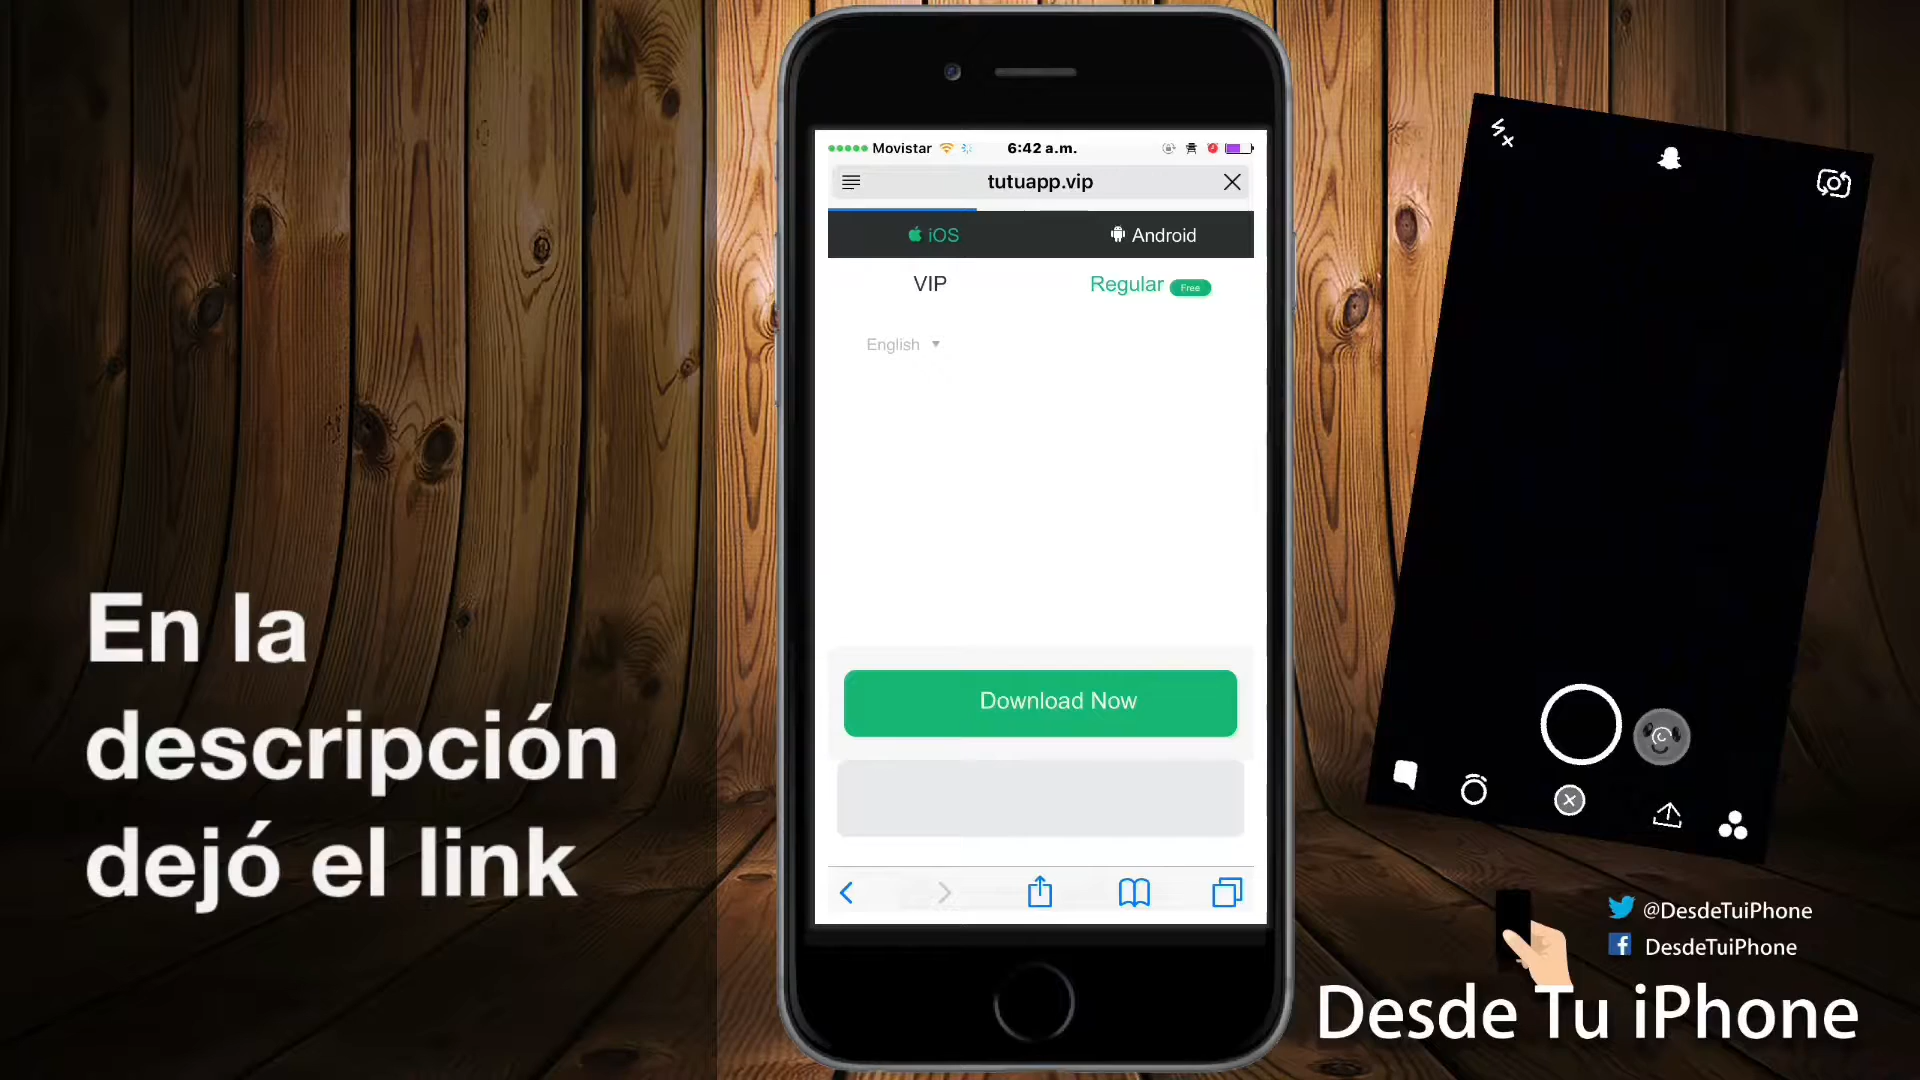 Movistar 6:42 a.m.
tutuapp.vip
iOS Android
VIP Regular Free
English
Download Now
En la
descripción
dejó el link
@DesdeTuiPhone
DesdeTuiPhone
Desde Tu iPhone